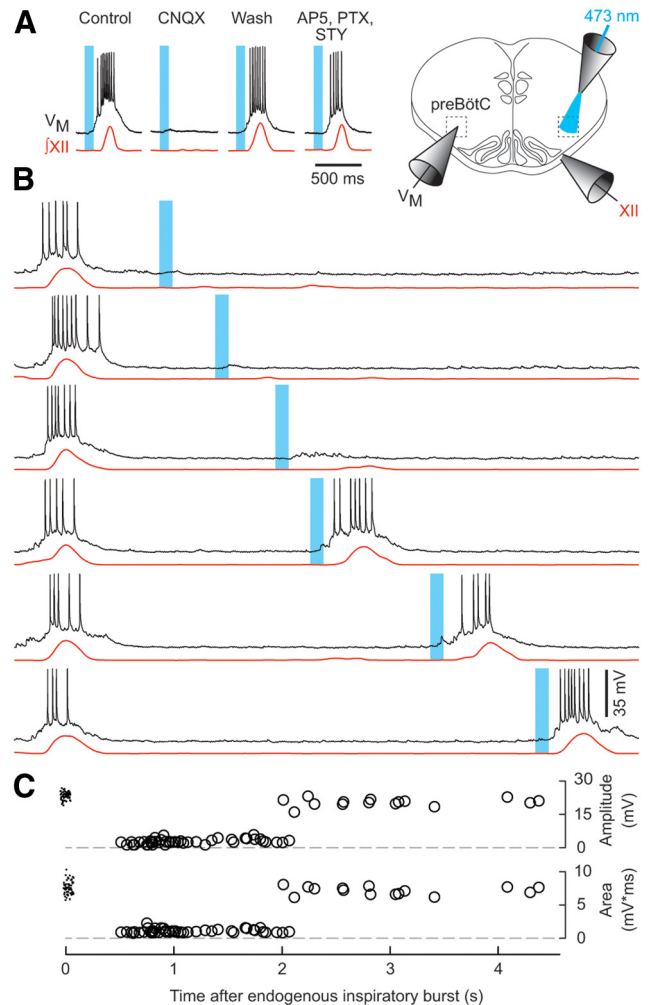 A
Control
CNQX
Wash
AP5, PTX,
STY
VM
∫XII
500 ms
473 nm
preBötC
VM
XII
B
35 mV
C
30
15
0
Amplitude
(mV)
10
5
0
Area
(mV*ms)
0 1 2 3 4
Time after endogenous inspiratory burst (s)